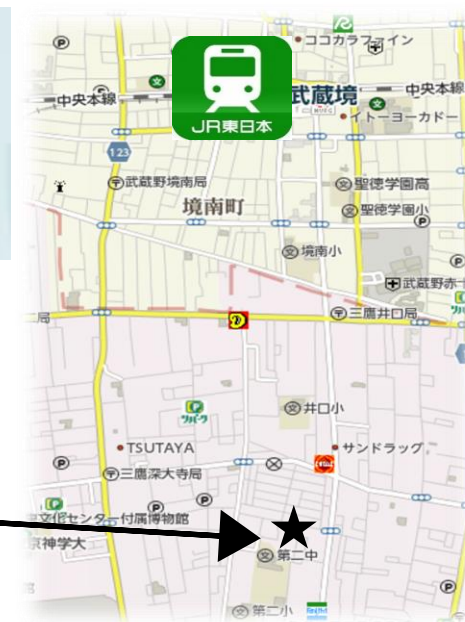 ココカラファイン
中央本線
JR東日本
武蔵境
中央本線
イトーヨーカドー
123
武蔵野境南局
聖徳学園高
境南町
聖徳学園小
境南小
武蔵野赤十
三鷹井口局
局
井口小
TSUTAYA
サンドラッグ
三鷹深大寺局
文化センター付属博物館
京神学大
第二中
第二小